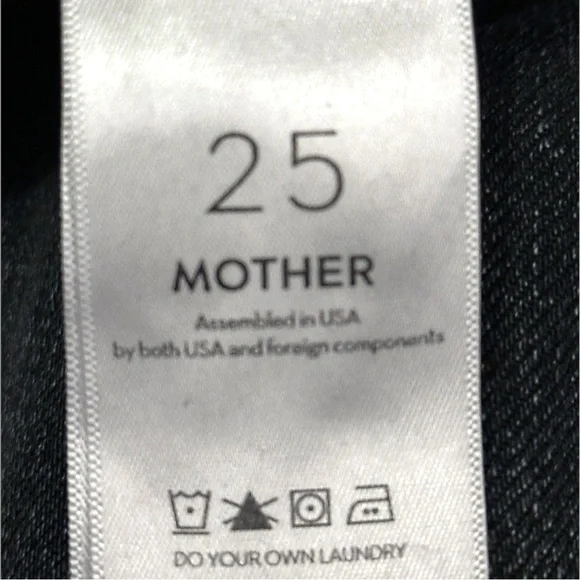 25
MOTHER
Assembled in USA
by both USA and foreign components
DO YOUR OWN LAUNDRY